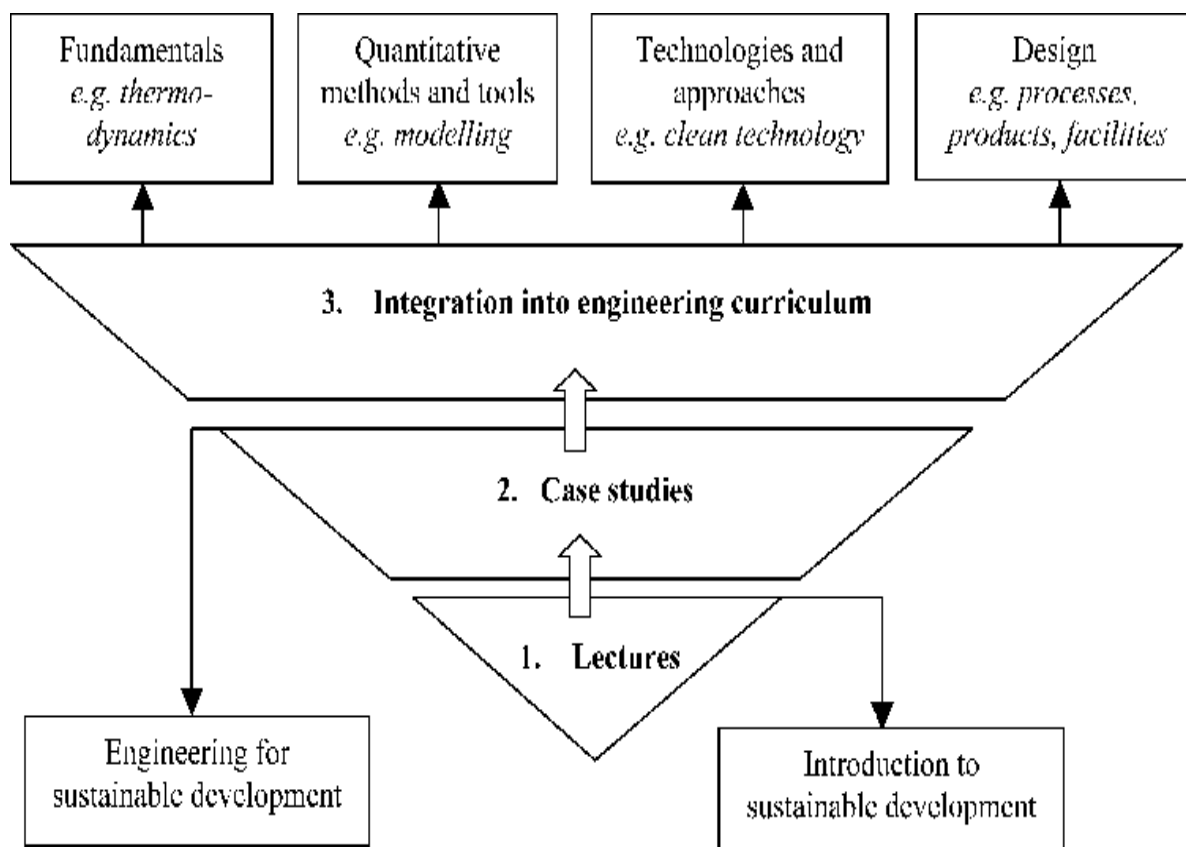 Fundamentals
e.g. thermo-
dynamics
Quantitative
methods and tools
e.g. modelling
Technologies and
approaches
e.g. clean technology
Design
e.g. processes,
products, facilities
3. Integration into engineering curriculum
2. Case studies
1. Lectures
Engineering for
sustainable development
Introduction to
sustainable development